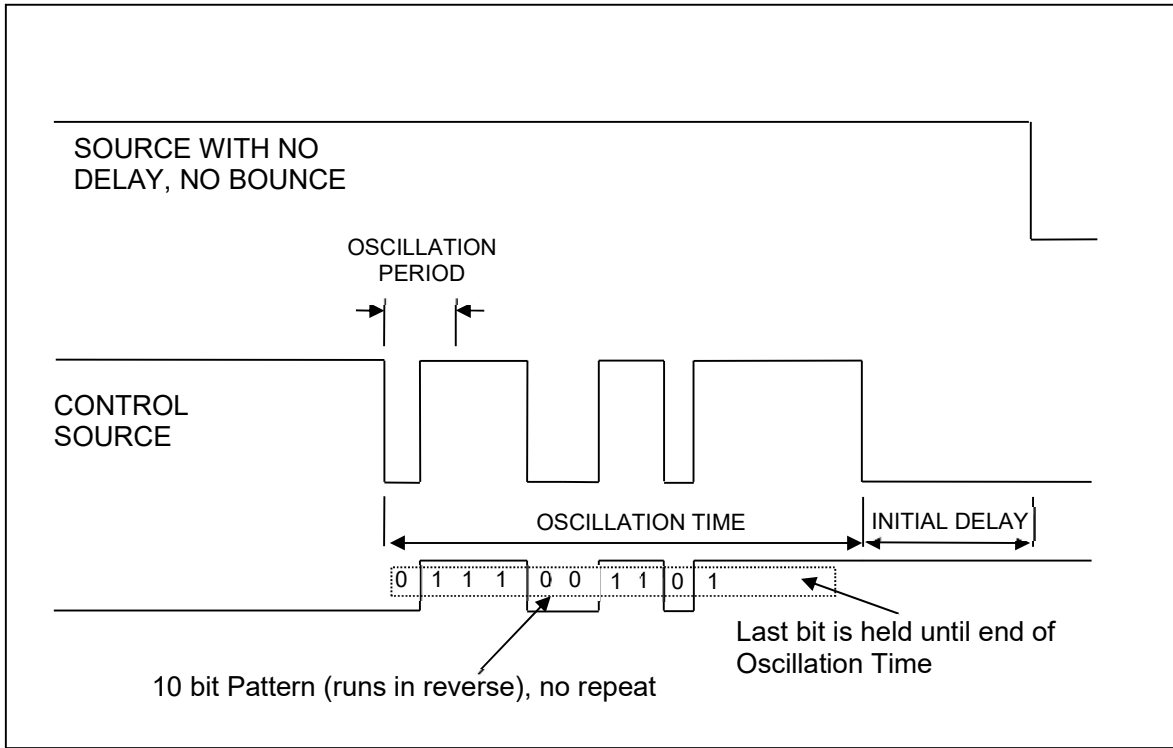 SOURCE WITH NO
DELAY, NO BOUNCE
OSCILLATION
PERIOD
CONTROL
SOURCE
OSCILLATION TIME
INITIAL DELAY
0 1 1 1 0 0 1 1 0 1
Last bit is held until end of
Oscillation Time
10 bit Pattern (runs in reverse), no repeat